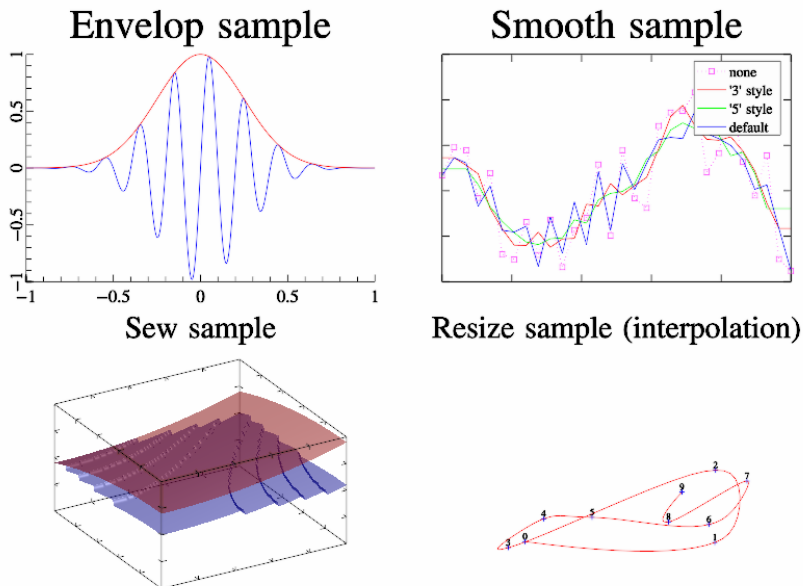 Envelop sample
Smooth sample
1
0.5
0
−0.5
−1
−1
−0.5
0
0.5
1
none
'3' style
'5' style
default
Sew sample
Resize sample (interpolation)
2
7
9
4
5
8
6
3
0
1